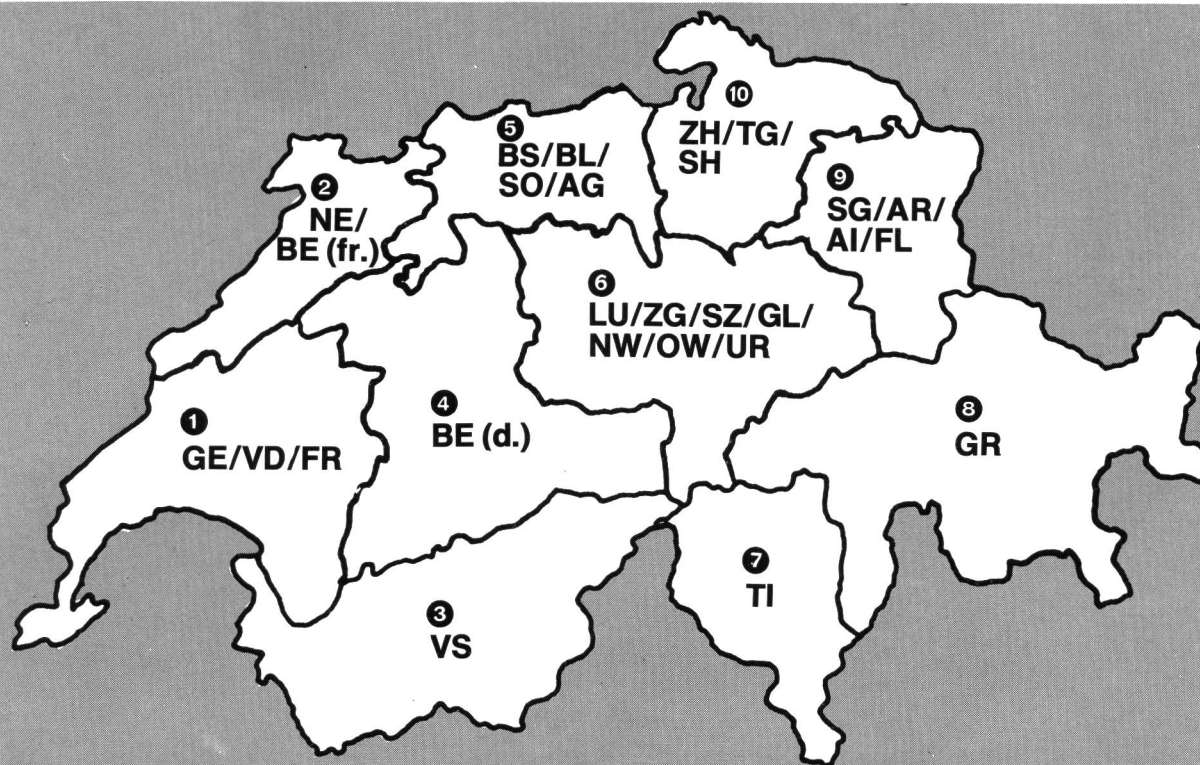 10
ZH/TG/
SH
5
BS/BL/
SO/AG
9
SG/AR/
AI/FL
2
NE/
BE (fr.)
6
LU/ZG/SZ/GL/
NW/OW/UR
1
GE/VD/FR
4
BE (d.)
8
GR
3
VS
7
TI